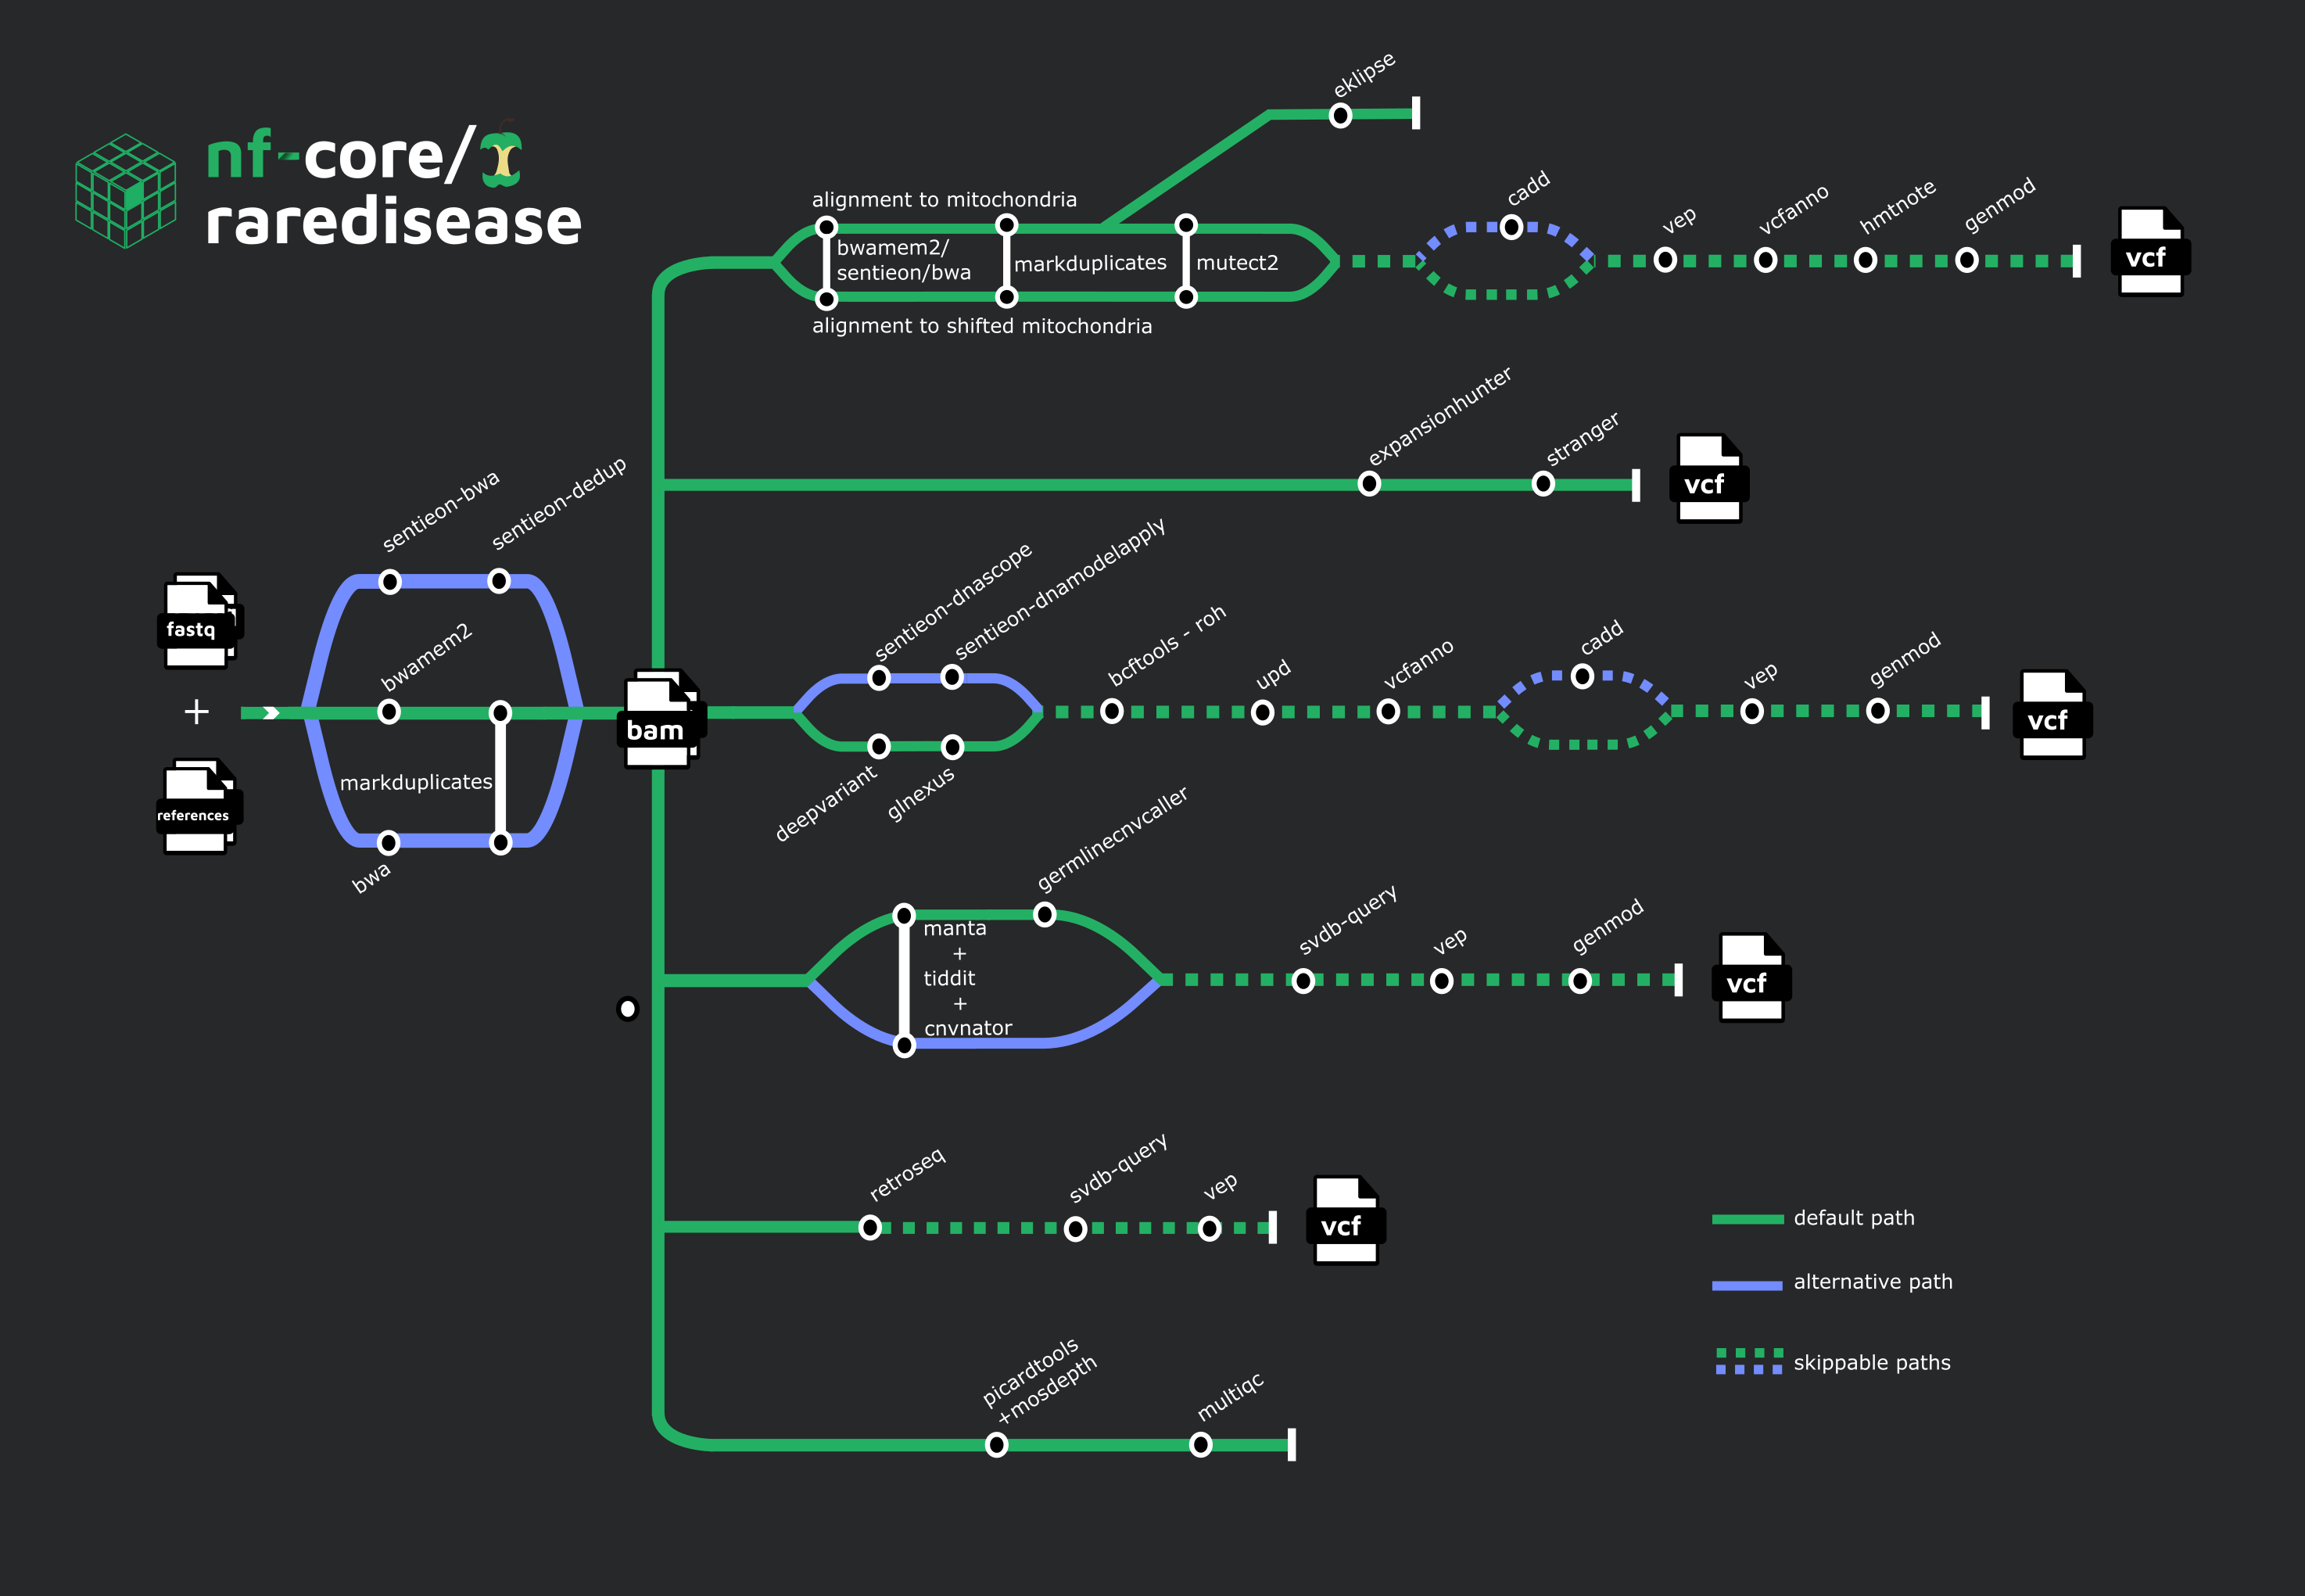 nf-core/
raredisease
eklipse
alignment to mitochondria
bwamem2/
sentieon/bwa
markduplicates
mutect2
alignment to shifted mitochondria
cadd
vep
vcfanno
hmtnote
genmod
vcf
expansionhunter
stranger
vcf
fastq
+
references
sentieon-bwa
sentieon-dedup
bwamem2
markduplicates
bwa
bam
sentieon-dnascope
sentieon-dnamodelapply
deepvariant
glnexus
bcftools - roh
upd
vcfanno
cadd
vep
genmod
vcf
germlinecnvcaller
manta
+
tiddit
+
cnvnator
svdb-query
vep
genmod
vcf
retroseq
svdb-query
vep
vcf
picardtools
+mosdepth
multiqc
default path
alternative path
skippable paths